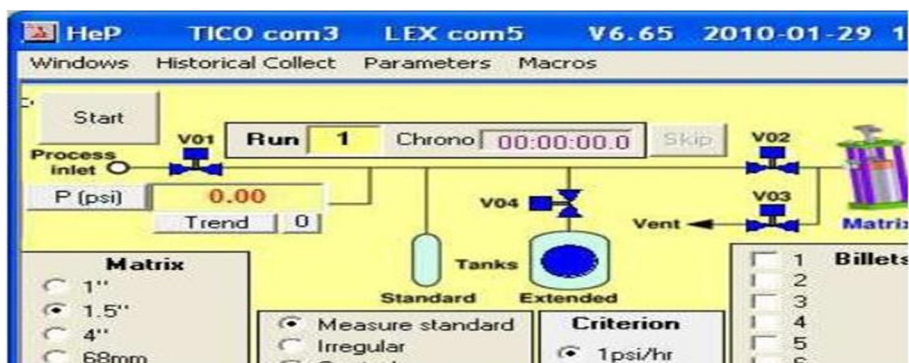 HeP TICO com3 LEX com5 V6.65 2010-01-29 1
Windows Historical Collect Parameters Macros
Start
V01 Run 1 Chrono 00:00:00.0 Skip V02
Process
Inlet
P (psi) 0.00 V04 V03
Trend 0 Vent Matrix
Matrix Tanks 1 Billets
1" Standard Extended 2
1.5" Measure standard Criterion 3
4" Irregular 1psi/hr 4
68mm 5
6